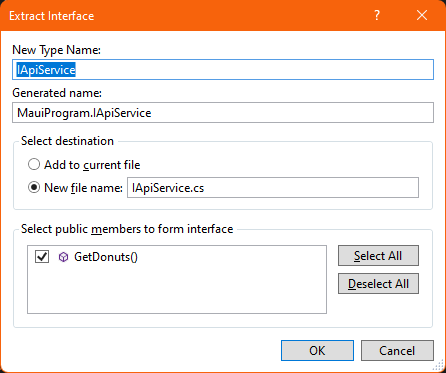 Extract Interface
New Type Name:
IApiService
Generated name:
MauiProgram.IApiService
Select destination
Add to current file
New file name: IApiService.cs
Select public members to form interface
GetDonuts()
Select All
Deselect All
OK Cancel